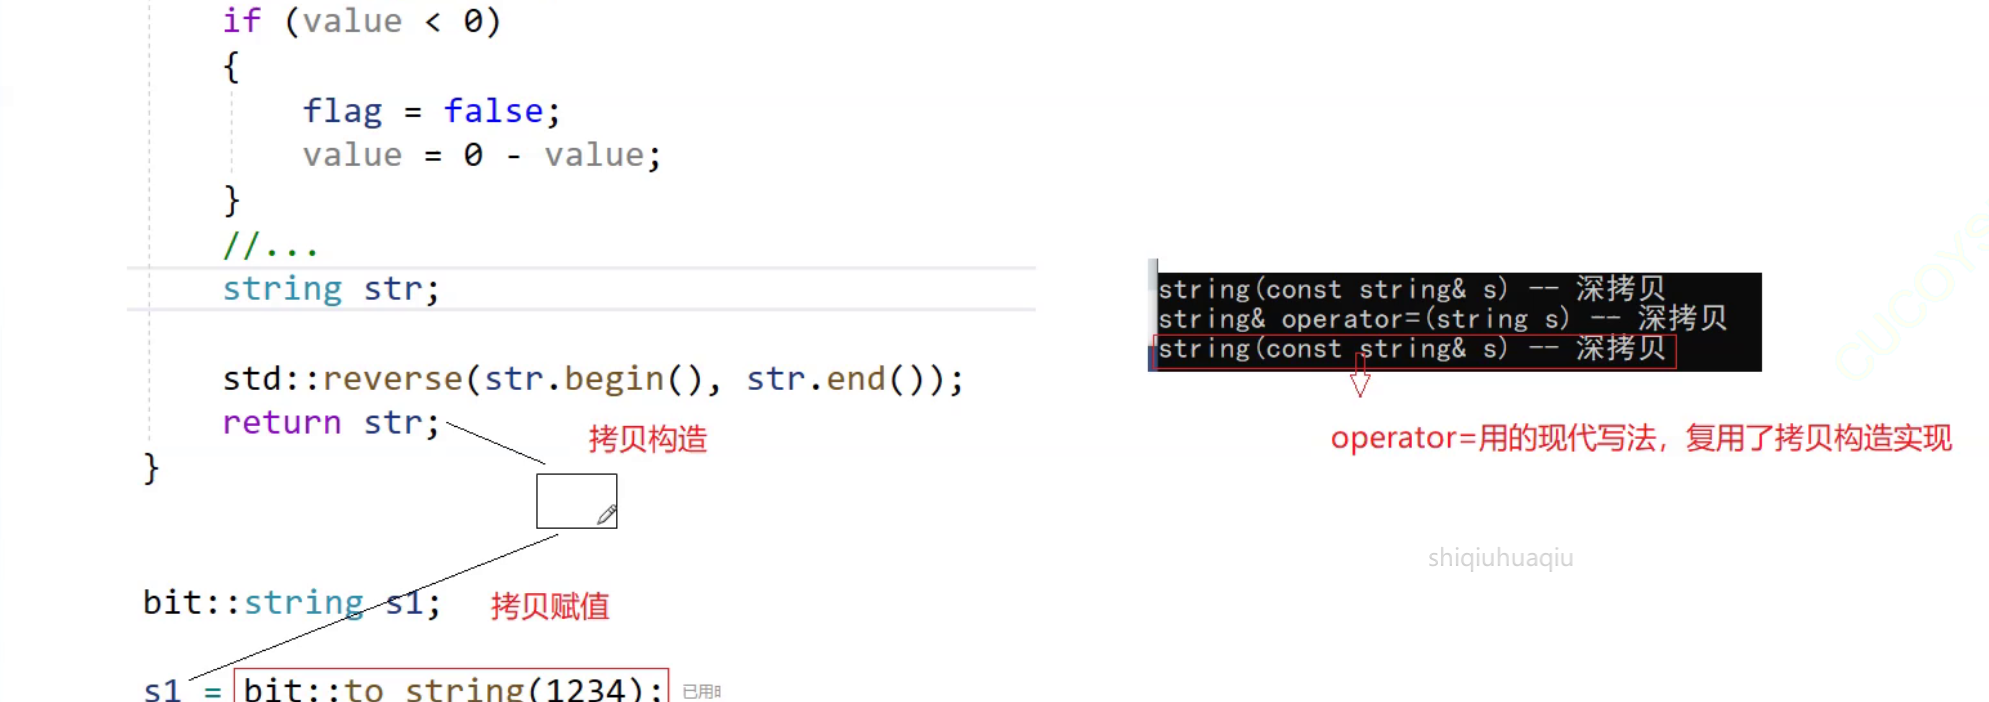 if (value < 0)
{
flag = false;
value = 0 - value;
}
//...
string str;
std::reverse(str.begin(), str.end());
return str;
}
拷贝构造
bit::string s1;
拷贝赋值
s1 = bit::to_string(1234);
已用时
string(const string& s) -- 深拷贝
string& operator=(string s) -- 深拷贝
string(const string& s) -- 深拷贝
operator=用的现代写法，复用了拷贝构造实现
shiqiuhuaqiu
CUCOYS